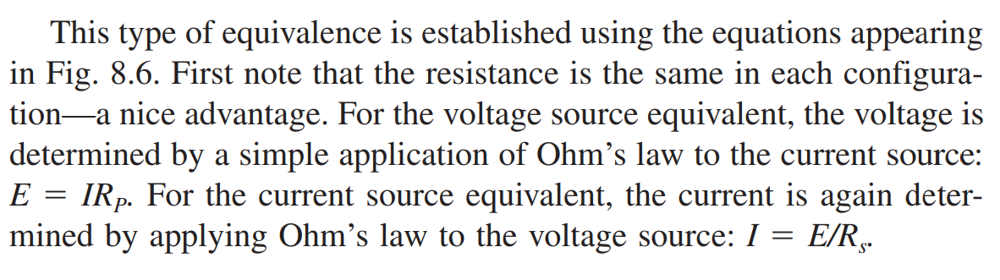 This type of equivalence is established using the equations appearing
in Fig. 8.6. First note that the resistance is the same in each configura-
tion—a nice advantage. For the voltage source equivalent, the voltage is
determined by a simple application of Ohm’s law to the current source:
E = IRP. For the current source equivalent, the current is again deter-
mined by applying Ohm’s law to the voltage source: I = E/Rs.